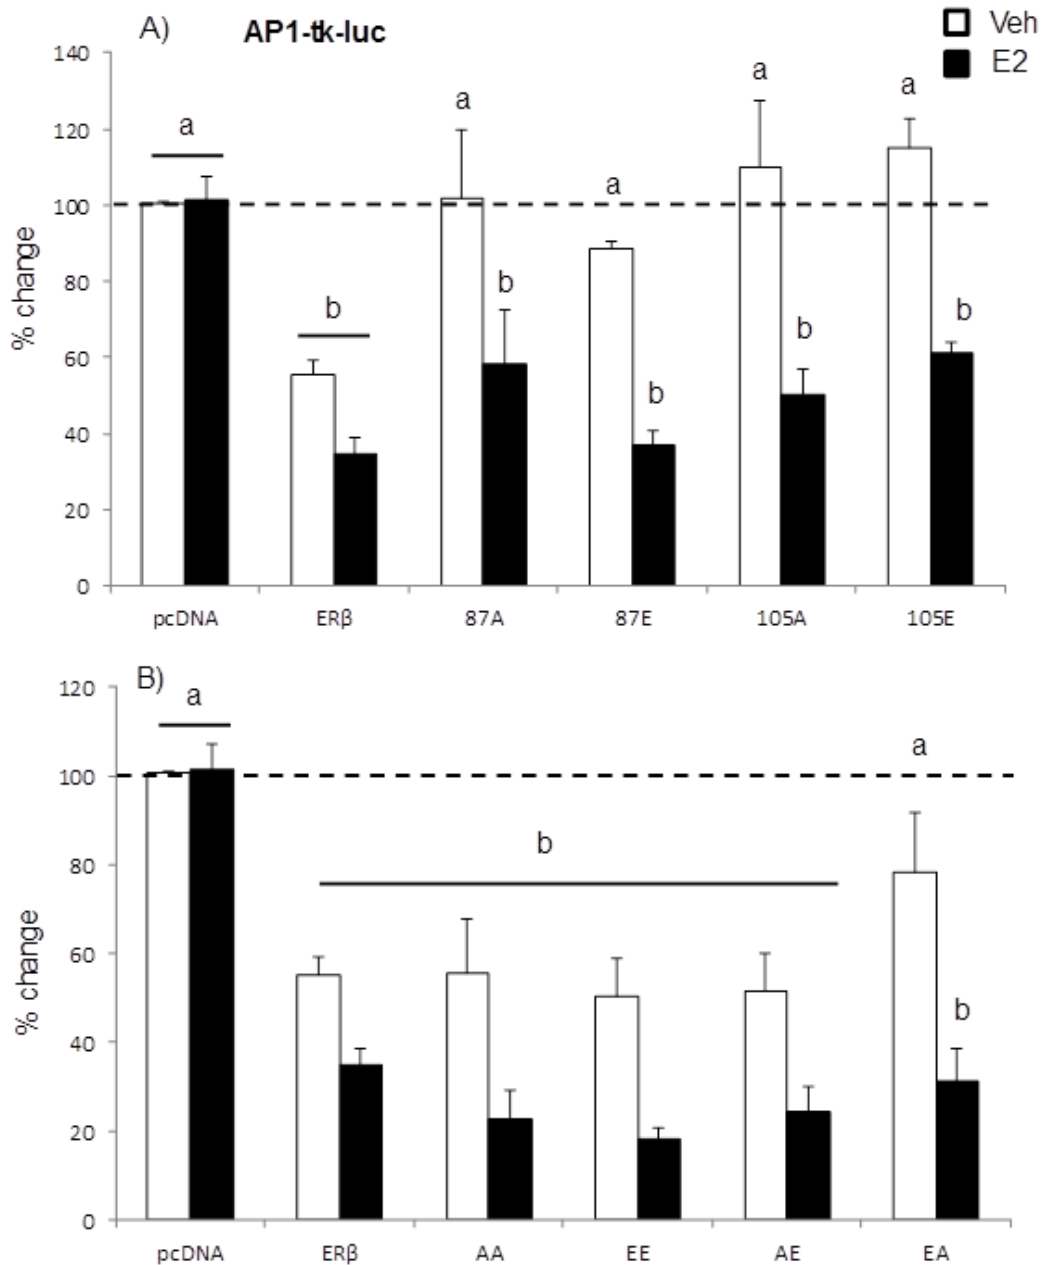 A) AP1-tk-luc
Veh
E2
140
120
100
80
60
40
20
0
% change
a
b
a
b
a
b
a
b
a
b
pcDNA ERβ 87A 87E 105A 105E
B)
120
100
80
60
40
20
0
% change
a
b
a
b
pcDNA ERβ AA EE AE EA